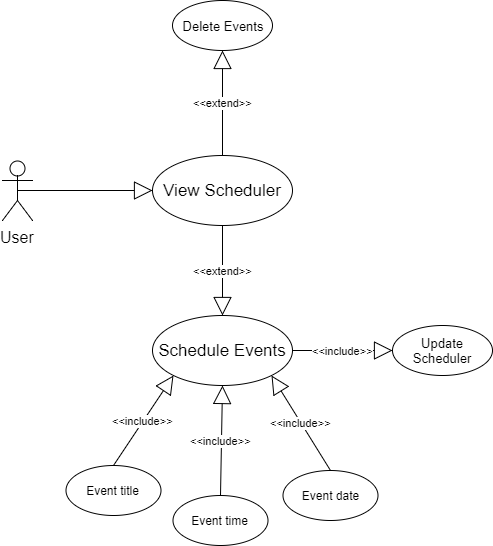 Delete Events
<<extend>>
View Scheduler
User
<<extend>>
Schedule Events
<<include>>
Update
Scheduler
<<include>>
<<include>>
<<include>>
Event title
Event time
Event date